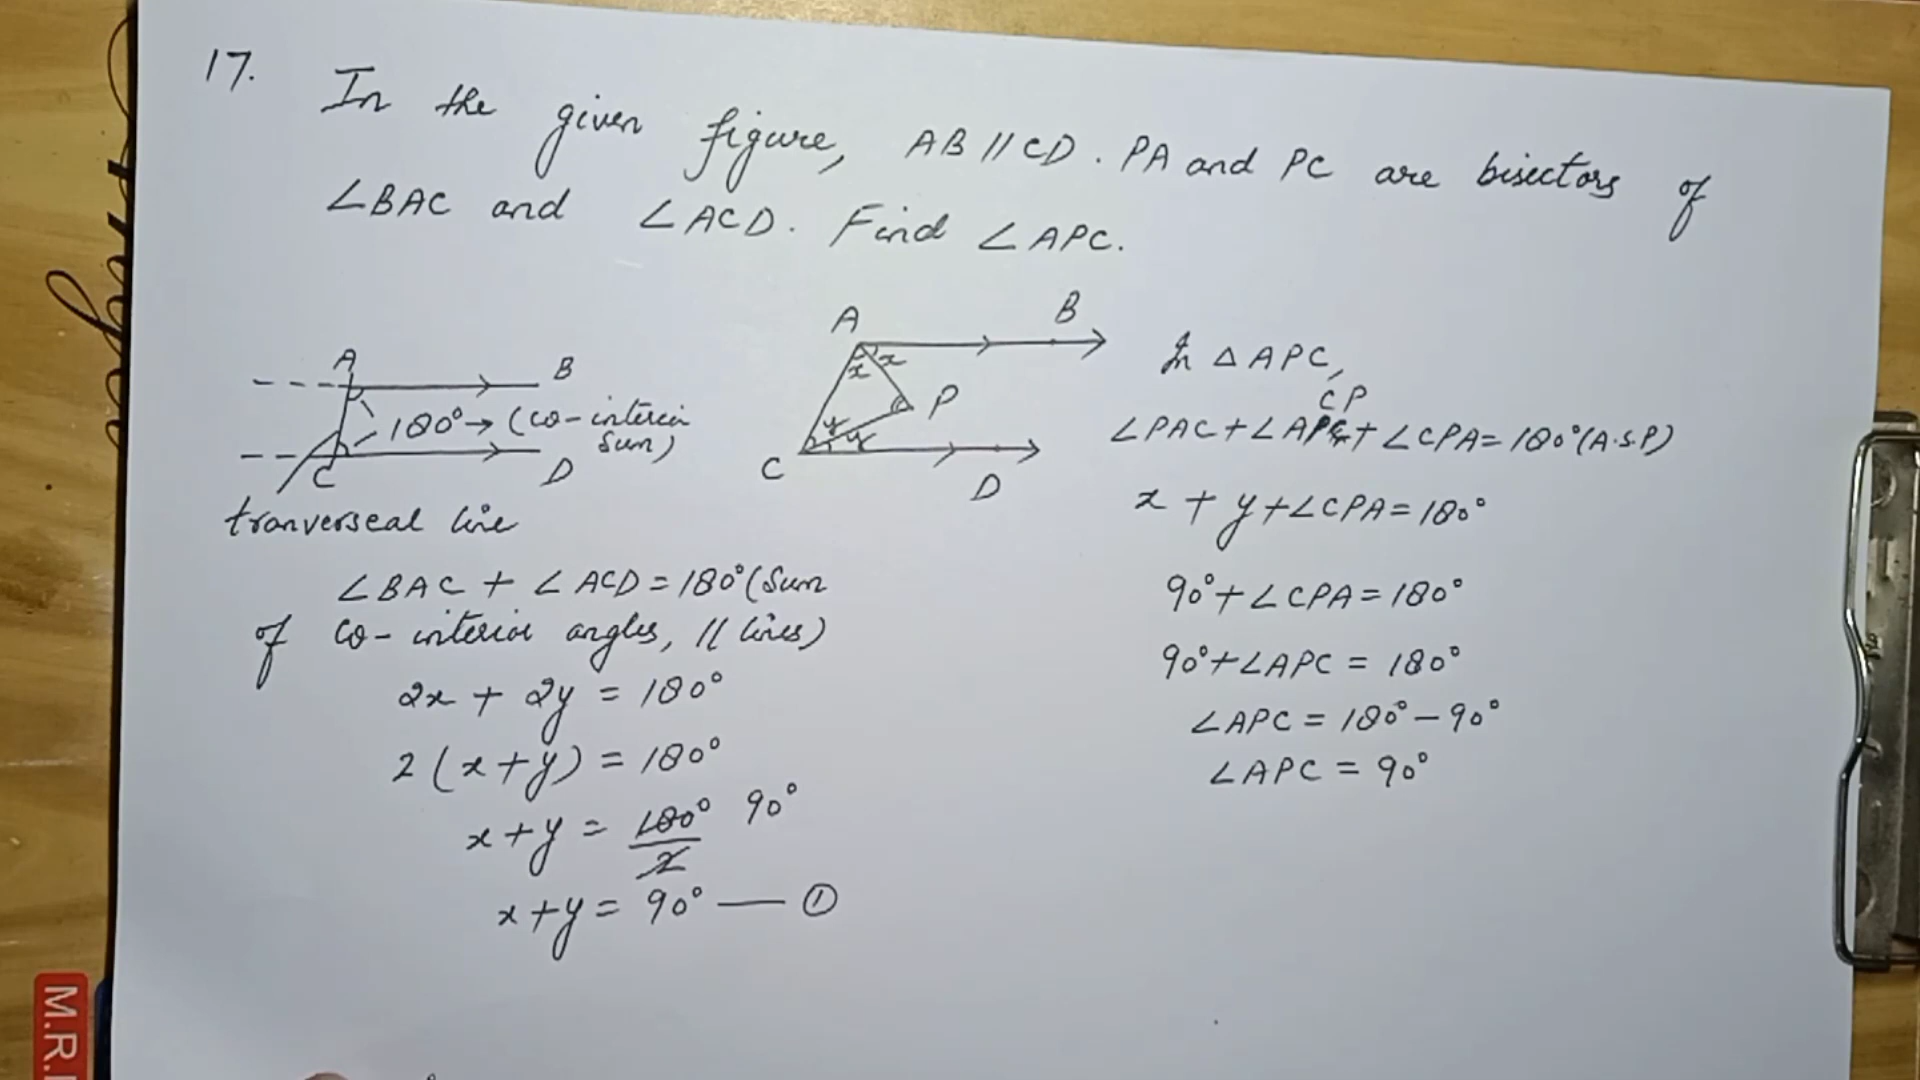 17. In the given figure, AB // CD. PA and PC are bisectors of
∠BAC and ∠ACD. Find ∠APC.
A B
180° → (co-interior
sum)
C D
tranverseal line
∠BAC + ∠ACD = 180° (Sum
of co-interior angles, // lines)
2x + 2y = 180°
2(x+y) = 180°
x+y = 180°/2 90°
x+y = 90° — ①
A B
x x
P
y y
C D
In △APC,
CP
∠PAC + ∠A + ∠CPA = 180° (A.S.P)
x + y + ∠CPA = 180°
90° + ∠CPA = 180°
90° + ∠APC = 180°
∠APC = 180° − 90°
∠APC = 90°
M.R.